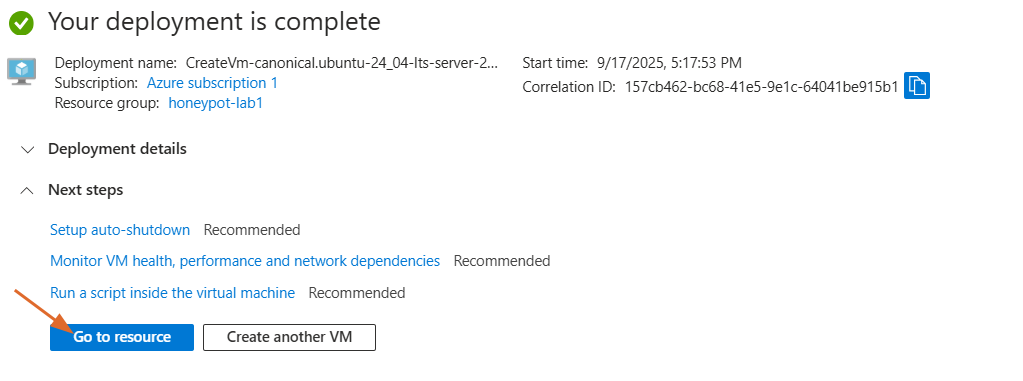 Your deployment is complete
Deployment name: CreateVm-canonical.ubuntu-24_04-lts-server-2...
Start time: 9/17/2025, 5:17:53 PM
Subscription: Azure subscription 1
Correlation ID: 157cb462-bc68-41e5-9e1c-64041be915b1
Resource group: honeypot-lab1
Deployment details
Next steps
Setup auto-shutdown Recommended
Monitor VM health, performance and network dependencies Recommended
Run a script inside the virtual machine Recommended
Go to resource
Create another VM